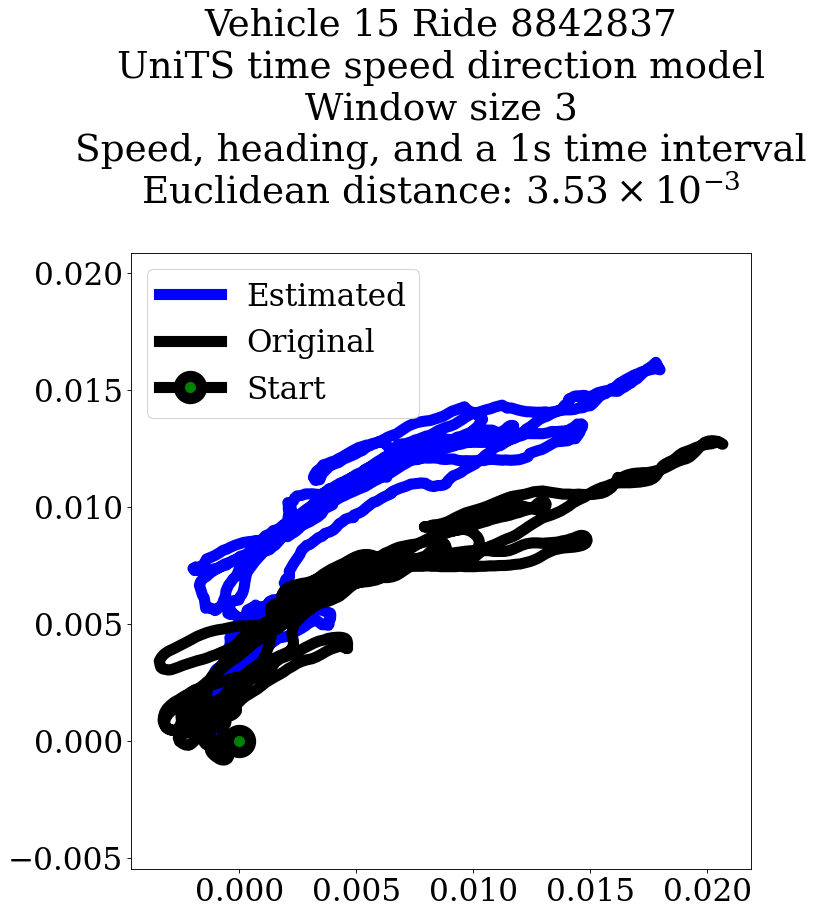 Vehicle 15 Ride 8842837
UniTS time speed direction model
Window size 3
Speed, heading, and a 1s time interval
Euclidean distance: 3.53 × 10⁻³
0.020
0.015
0.010
0.005
0.000
−0.005
Estimated
Original
Start
0.000 0.005 0.010 0.015 0.020